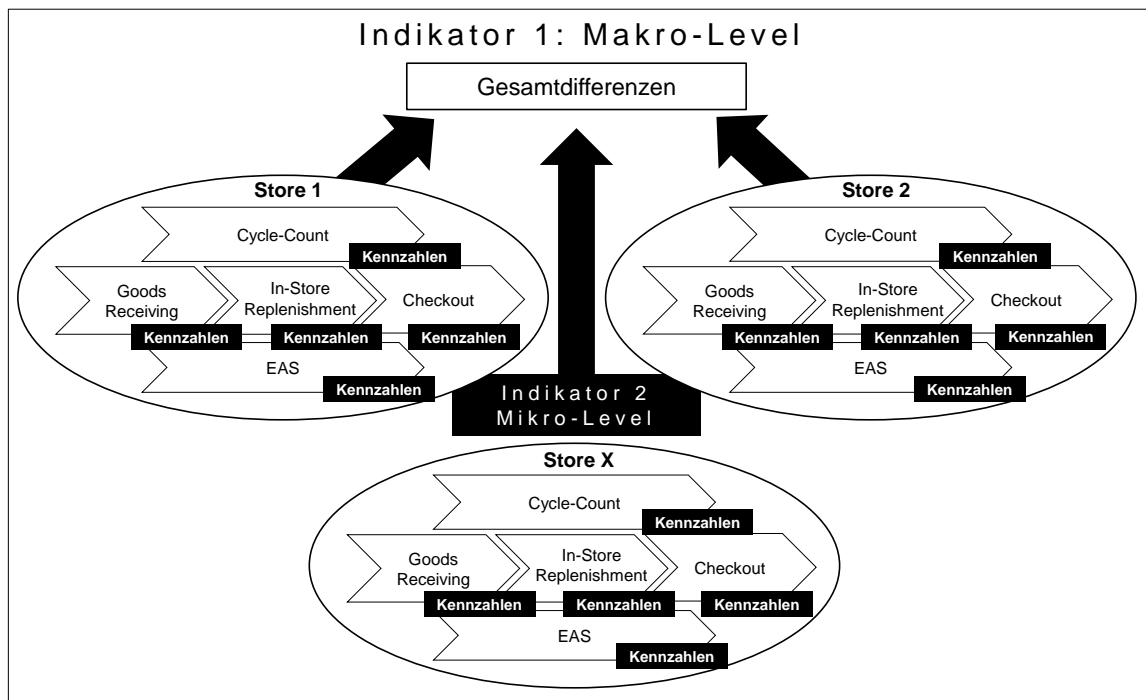 Indikator 1: Makro-Level
Gesamtdifferenzen
Store 1
Cycle-Count
Kennzahlen
Goods
Receiving
In-Store
Replenishment
Checkout
Kennzahlen
Kennzahlen
Kennzahlen
EAS
Kennzahlen
Store 2
Cycle-Count
Kennzahlen
Goods
Receiving
In-Store
Replenishment
Checkout
Kennzahlen
Kennzahlen
Kennzahlen
EAS
Kennzahlen
Indikator 2
Mikro-Level
Store X
Cycle-Count
Kennzahlen
Goods
Receiving
In-Store
Replenishment
Checkout
Kennzahlen
Kennzahlen
Kennzahlen
EAS
Kennzahlen